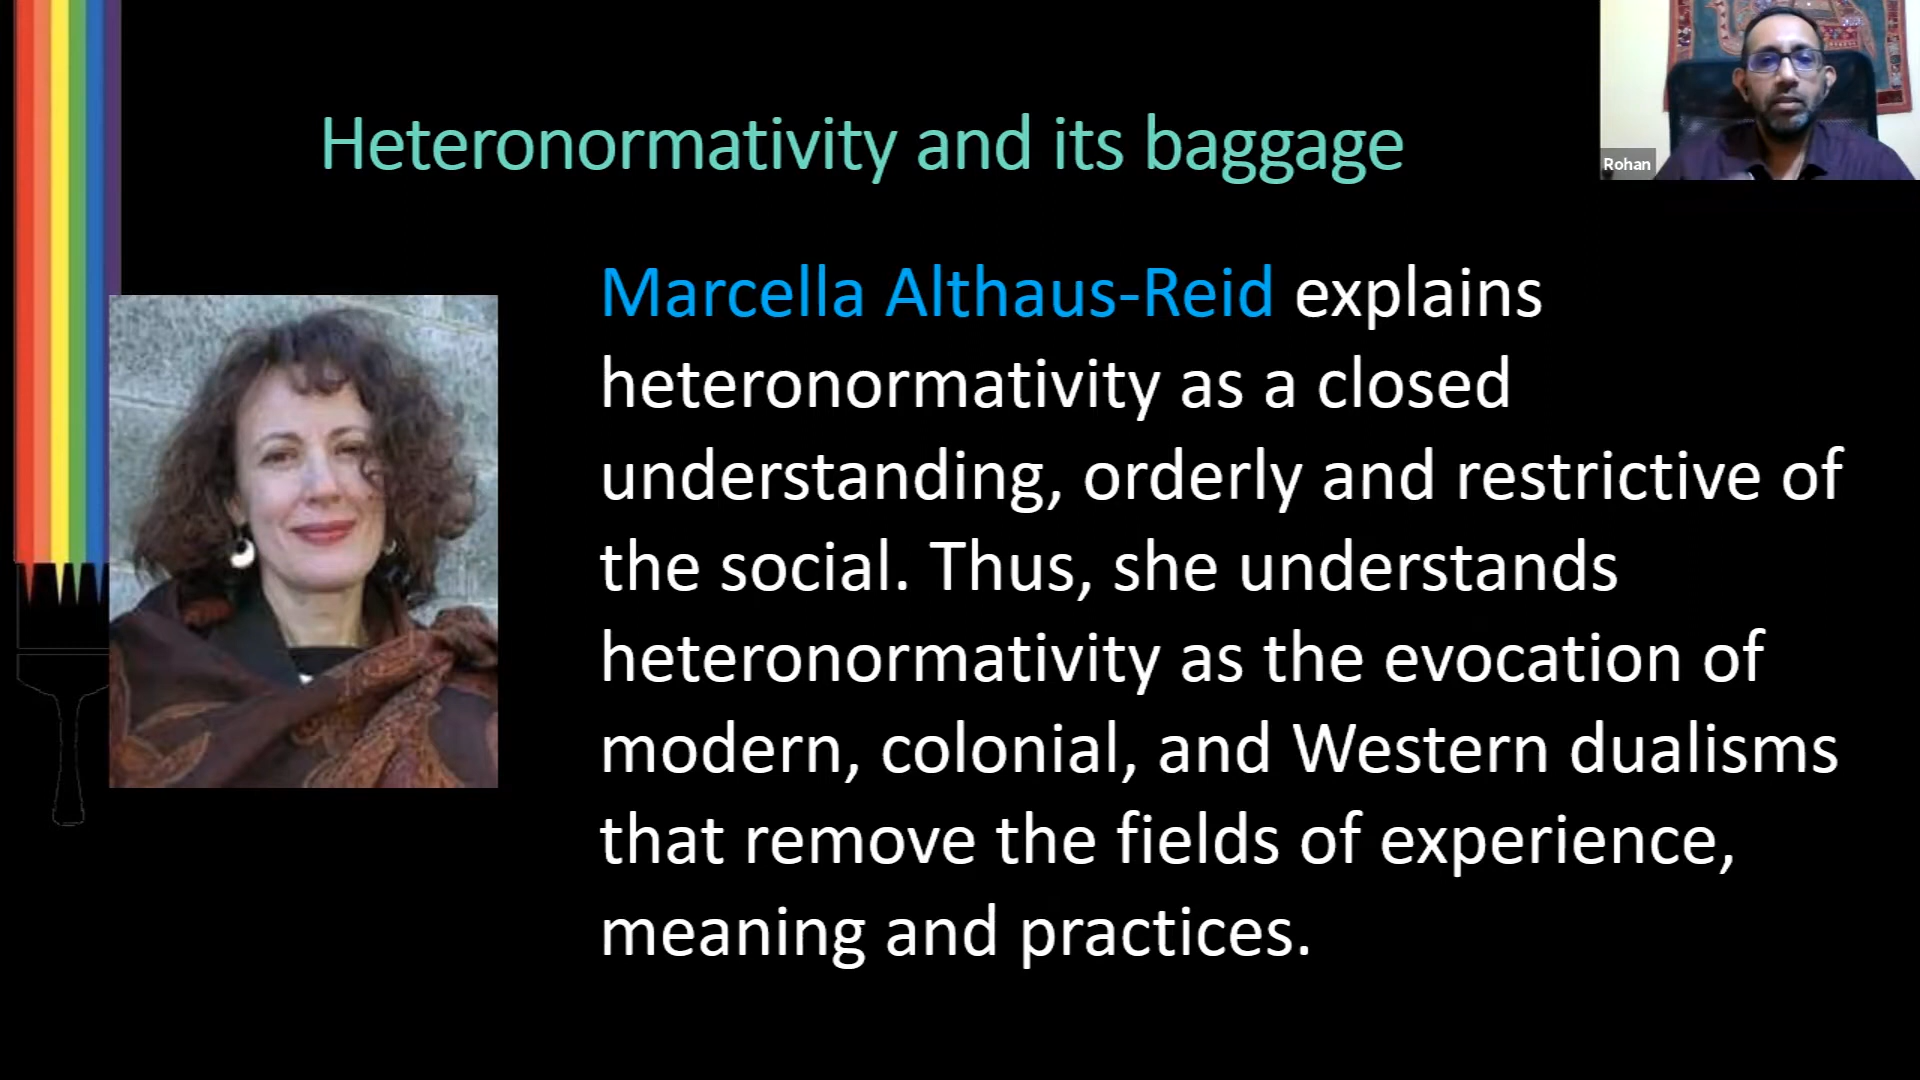 Heteronormativity and its baggage
Rohan
Marcella Althaus-Reid explains
heteronormativity as a closed
understanding, orderly and restrictive of
the social. Thus, she understands
heteronormativity as the evocation of
modern, colonial, and Western dualisms
that remove the fields of experience,
meaning and practices.